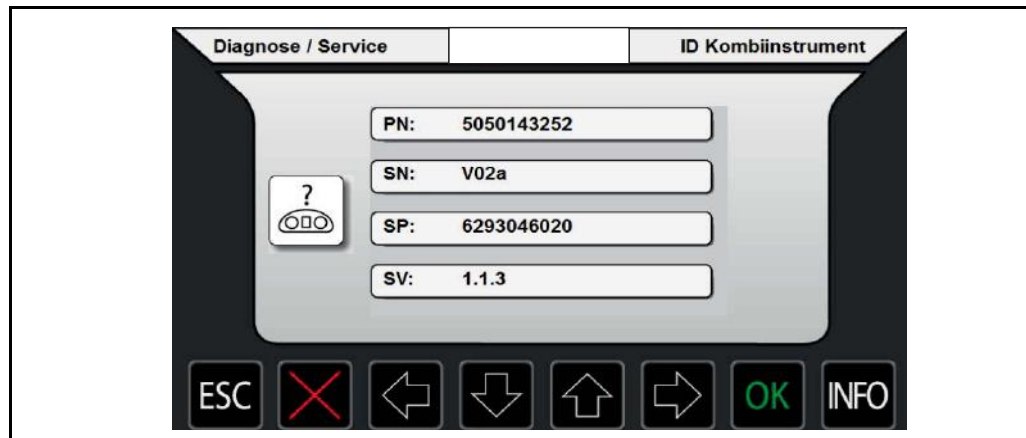 Diagnose / Service ID Kombiinstrument
PN: 5050143252
SN: V02a
?
SP: 6293046020
SV: 1.1.3
ESC OK INFO